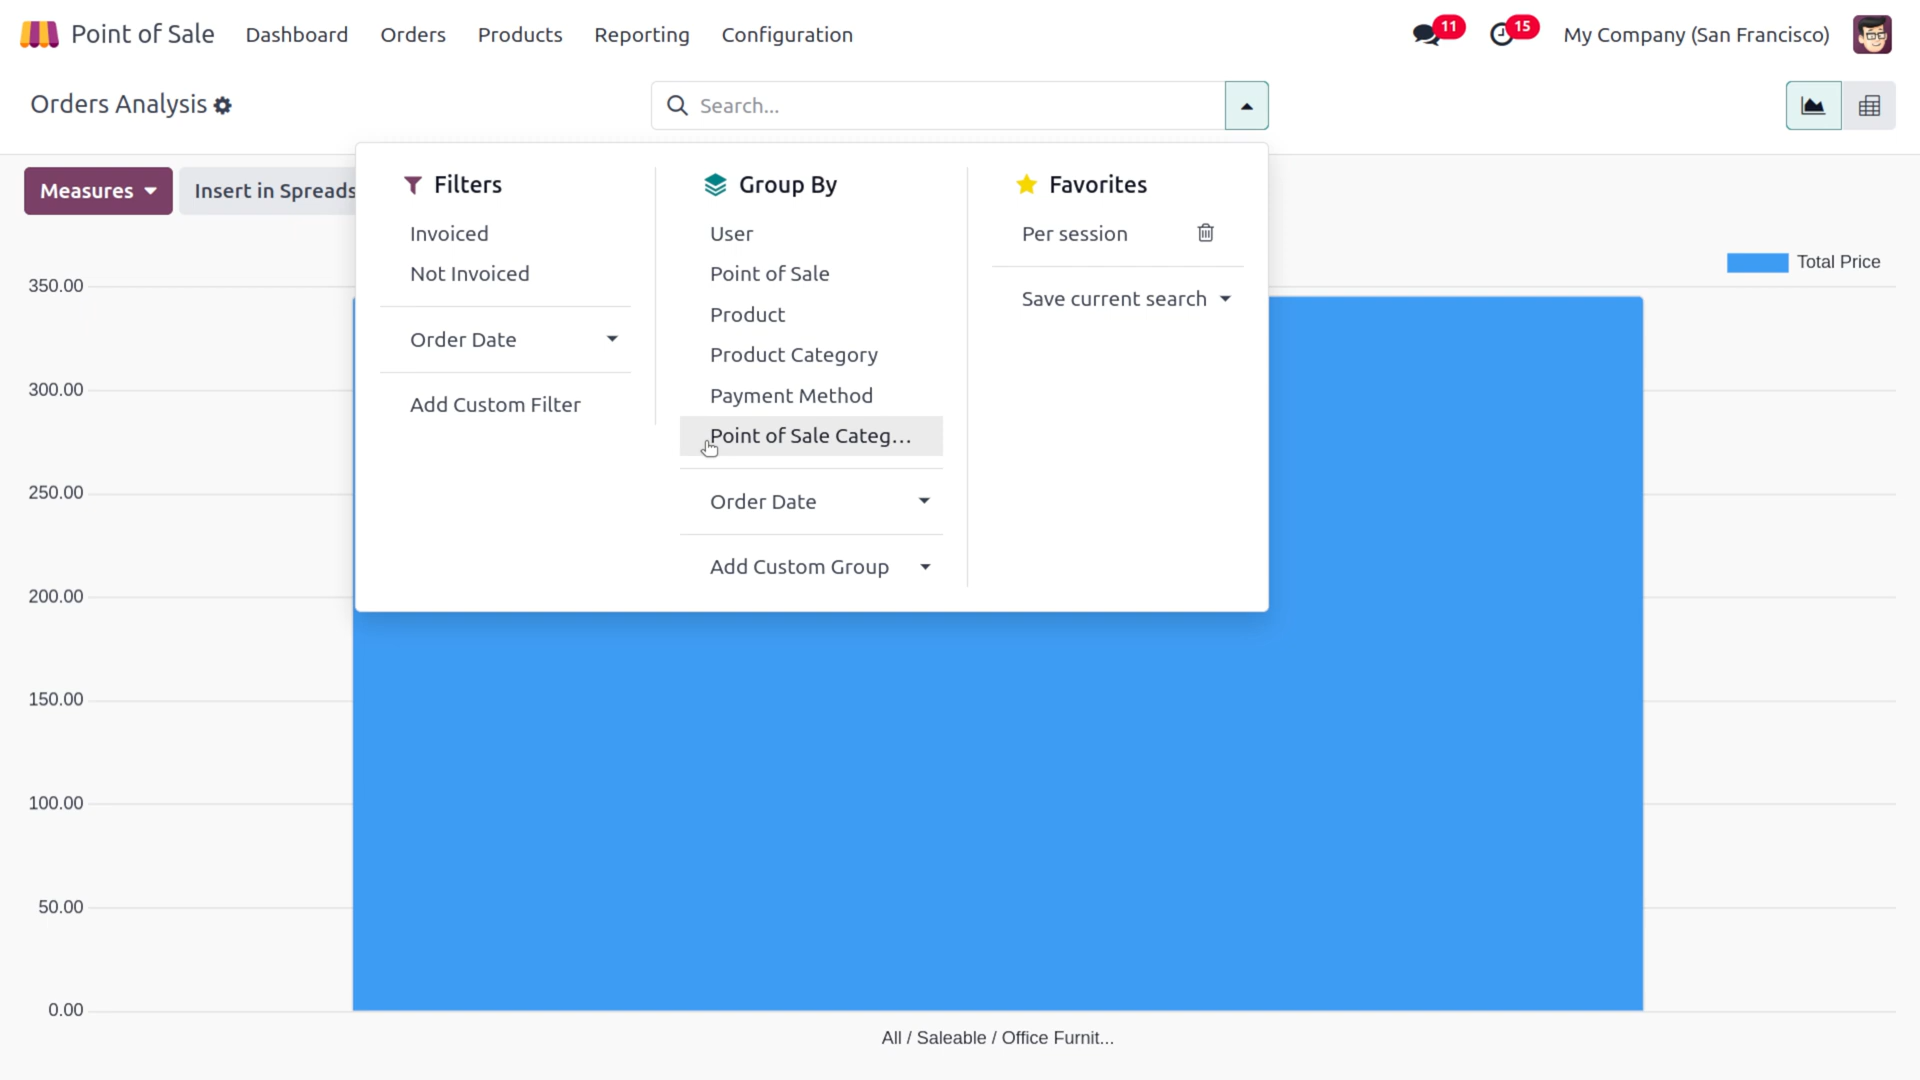 Point of Sale Dashboard Orders Products Reporting Configuration 11 15 My Company (San Francisco)
Orders Analysis Search...
Measures Insert in Spreads
Filters
Invoiced
Not Invoiced
Order Date
Add Custom Filter
Group By
User
Point of Sale
Product
Product Category
Payment Method
Point of Sale Categ...
Order Date
Add Custom Group
Favorites
Per session
Save current search
Total Price
350.00
300.00
250.00
200.00
150.00
100.00
50.00
0.00
All / Saleable / Office Furnit...